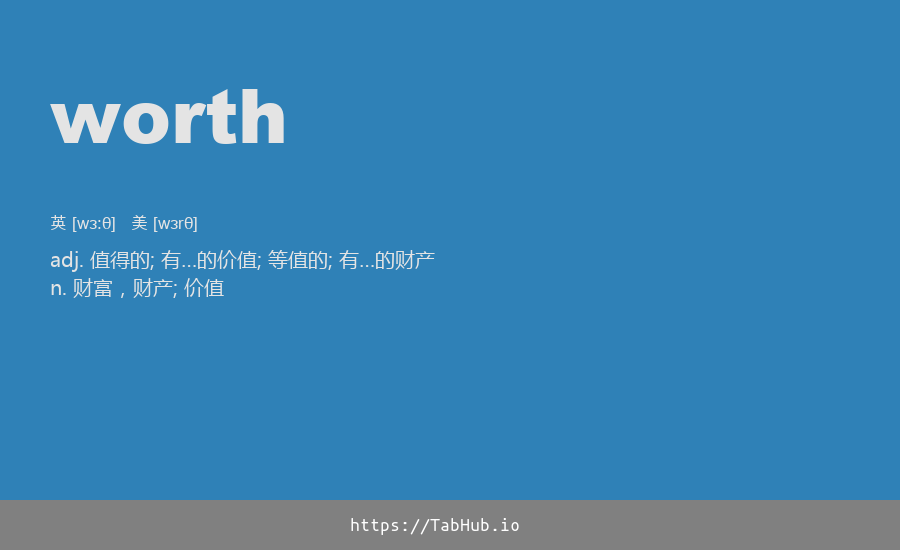 worth
英 [wɜːθ] 美 [wɜrθ]
adj. 值得的; 有...的价值; 等值的; 有...的财产
n. 财富，财产; 价值
https://TabHub.io